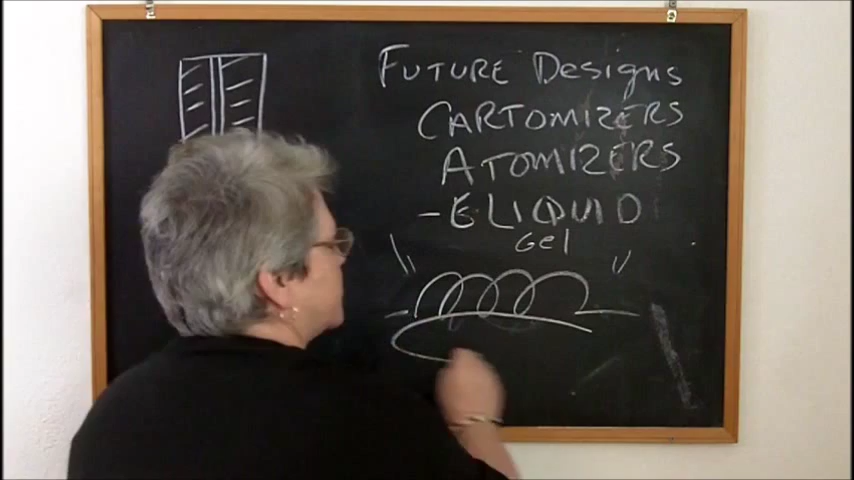 Future Designs
CARTOMIZERS
ATOMIZERS
- ELIQUID
Gel